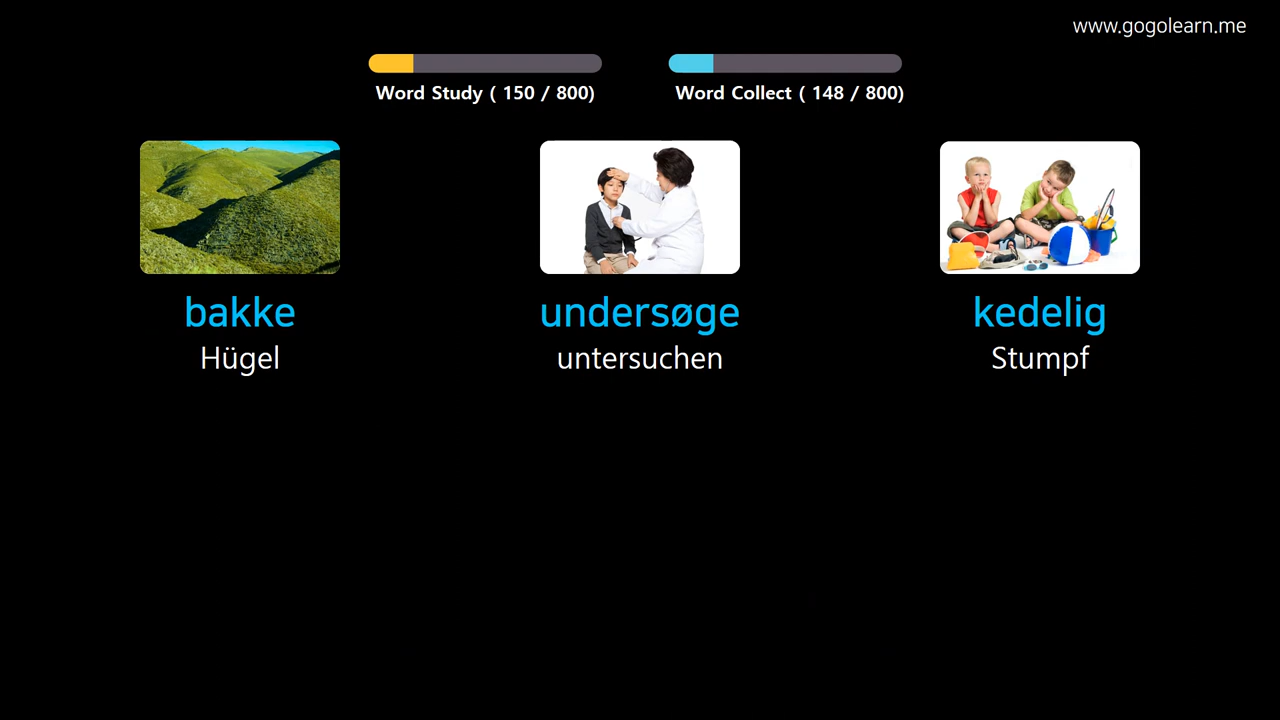 www.gogolearn.me
Word Study ( 150 / 800)
Word Collect ( 148 / 800)
bakke
Hügel
undersøge
untersuchen
kedelig
Stumpf